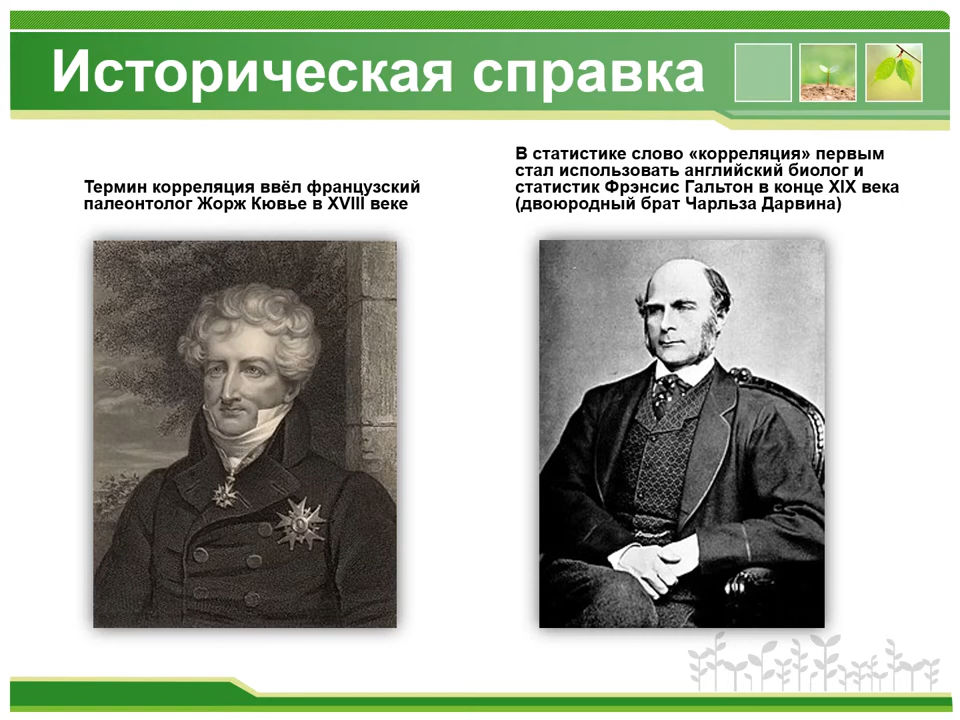 Историческая справка
Термин корреляция ввёл французский
палеонтолог Жорж Кювье в XVIII веке
В статистике слово «корреляция» первым
стал использовать английский биолог и
статистик Фрэнсис Гальтон в конце XIX века
(двоюродный брат Чарльза Дарвина)